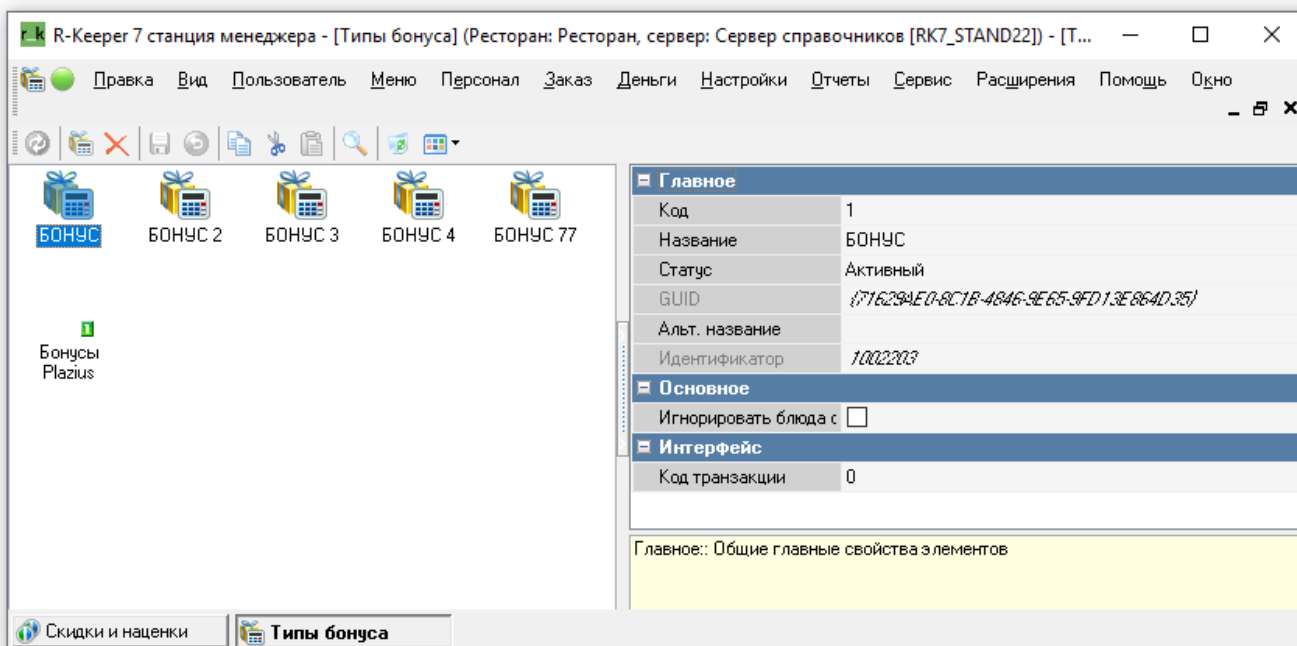 r_k R-Keeper 7 станция менеджера - [Типы бонуса] (Ресторан: Ресторан, сервер: Сервер справочников [RK7_STAND22]) - [Т...
Правка Вид Пользователь Меню Персонал Заказ Деньги Настройки Отчеты Сервис Расширения Помощь Окно
БОНУС БОНУС 2 БОНУС 3 БОНУС 4 БОНУС 77
1
Бонусы
Plazius
Главное
Код 1
Название БОНУС
Статус Активный
GUID {71629AE0-8C1B-4846-9E65-9FD13E864D35}
Альт. название
Идентификатор 1002203
Основное
Игнорировать блюда с
Интерфейс
Код транзакции 0
Главное:: Общие главные свойства элементов
Скидки и наценки Типы бонуса